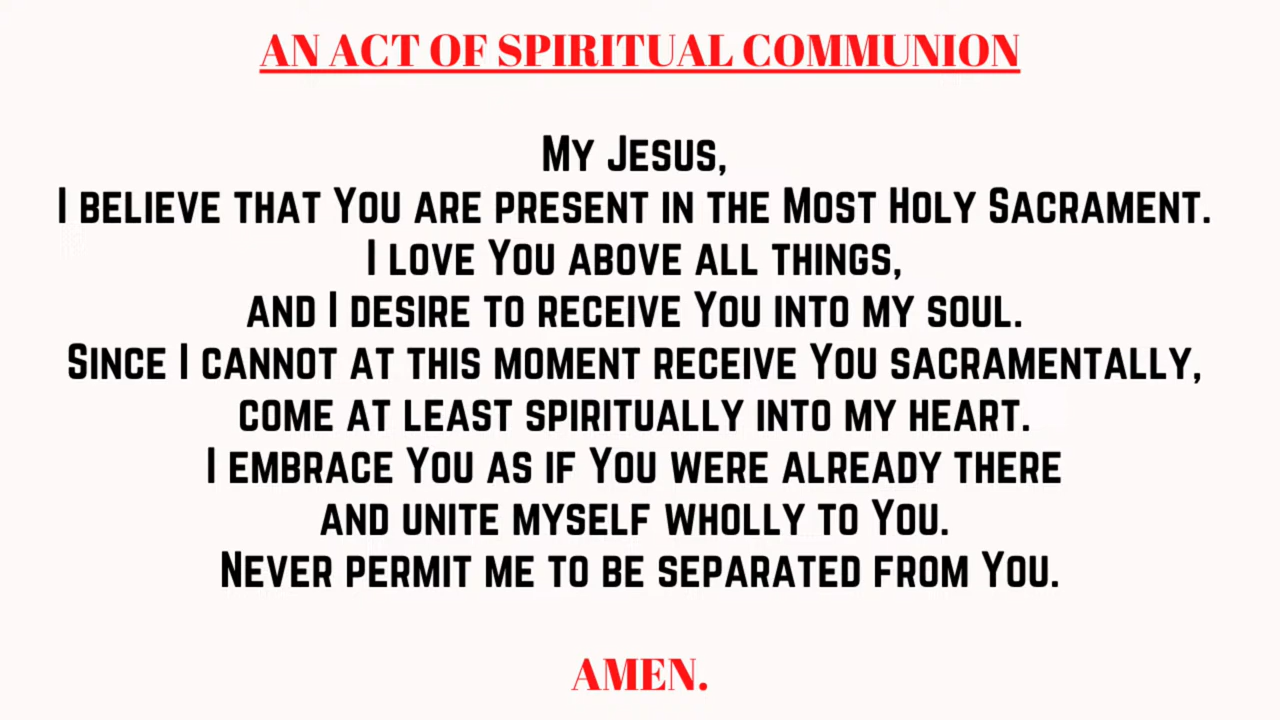 AN ACT OF SPIRITUAL COMMUNION
My Jesus,
I believe that You are present in the Most Holy Sacrament.
I love You above all things,
and I desire to receive You into my soul.
Since I cannot at this moment receive You sacramentally,
come at least spiritually into my heart.
I embrace You as if You were already there
and unite myself wholly to You.
Never permit me to be separated from You.
AMEN.